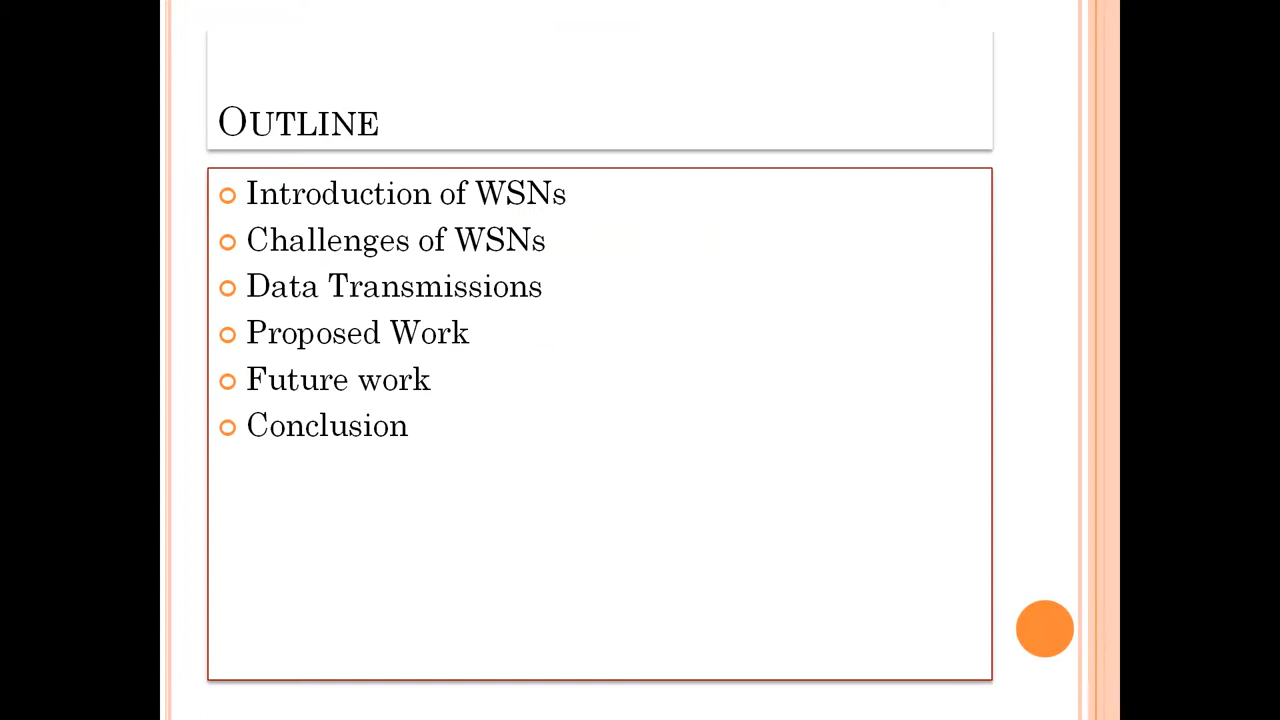 OUTLINE
Introduction of WSNs
Challenges of WSNs
Data Transmissions
Proposed Work
Future work
Conclusion